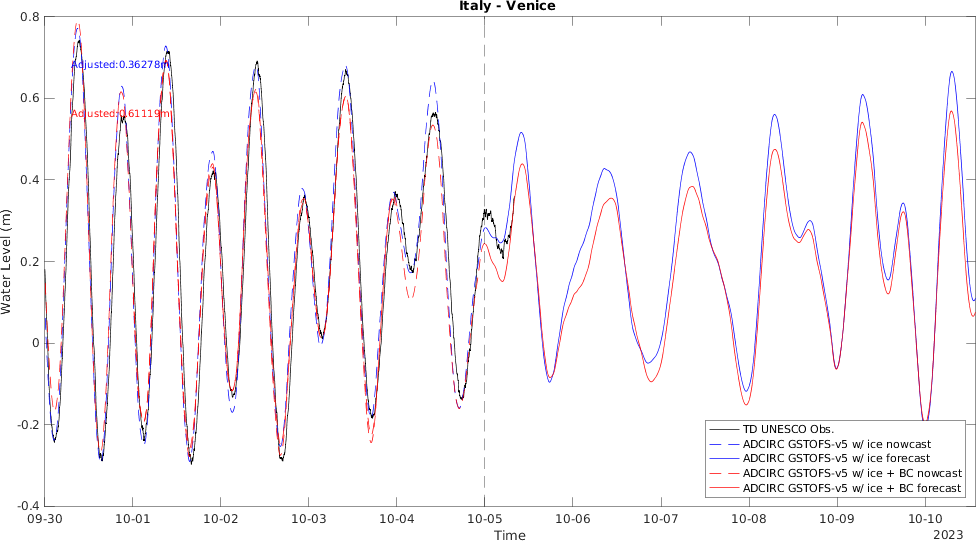 Italy - Venice
0.8
0.6
0.4
0.2
0
-0.2
-0.4
Water Level (m)
Adjusted:0.36278m
Adjusted:0.61119m
TD UNESCO Obs.
ADCIRC GSTOFS-v5 w/ ice nowcast
ADCIRC GSTOFS-v5 w/ ice forecast
ADCIRC GSTOFS-v5 w/ ice + BC nowcast
ADCIRC GSTOFS-v5 w/ ice + BC forecast
09-30 10-01 10-02 10-03 10-04 10-05 10-06 10-07 10-08 10-09 10-10
Time
2023